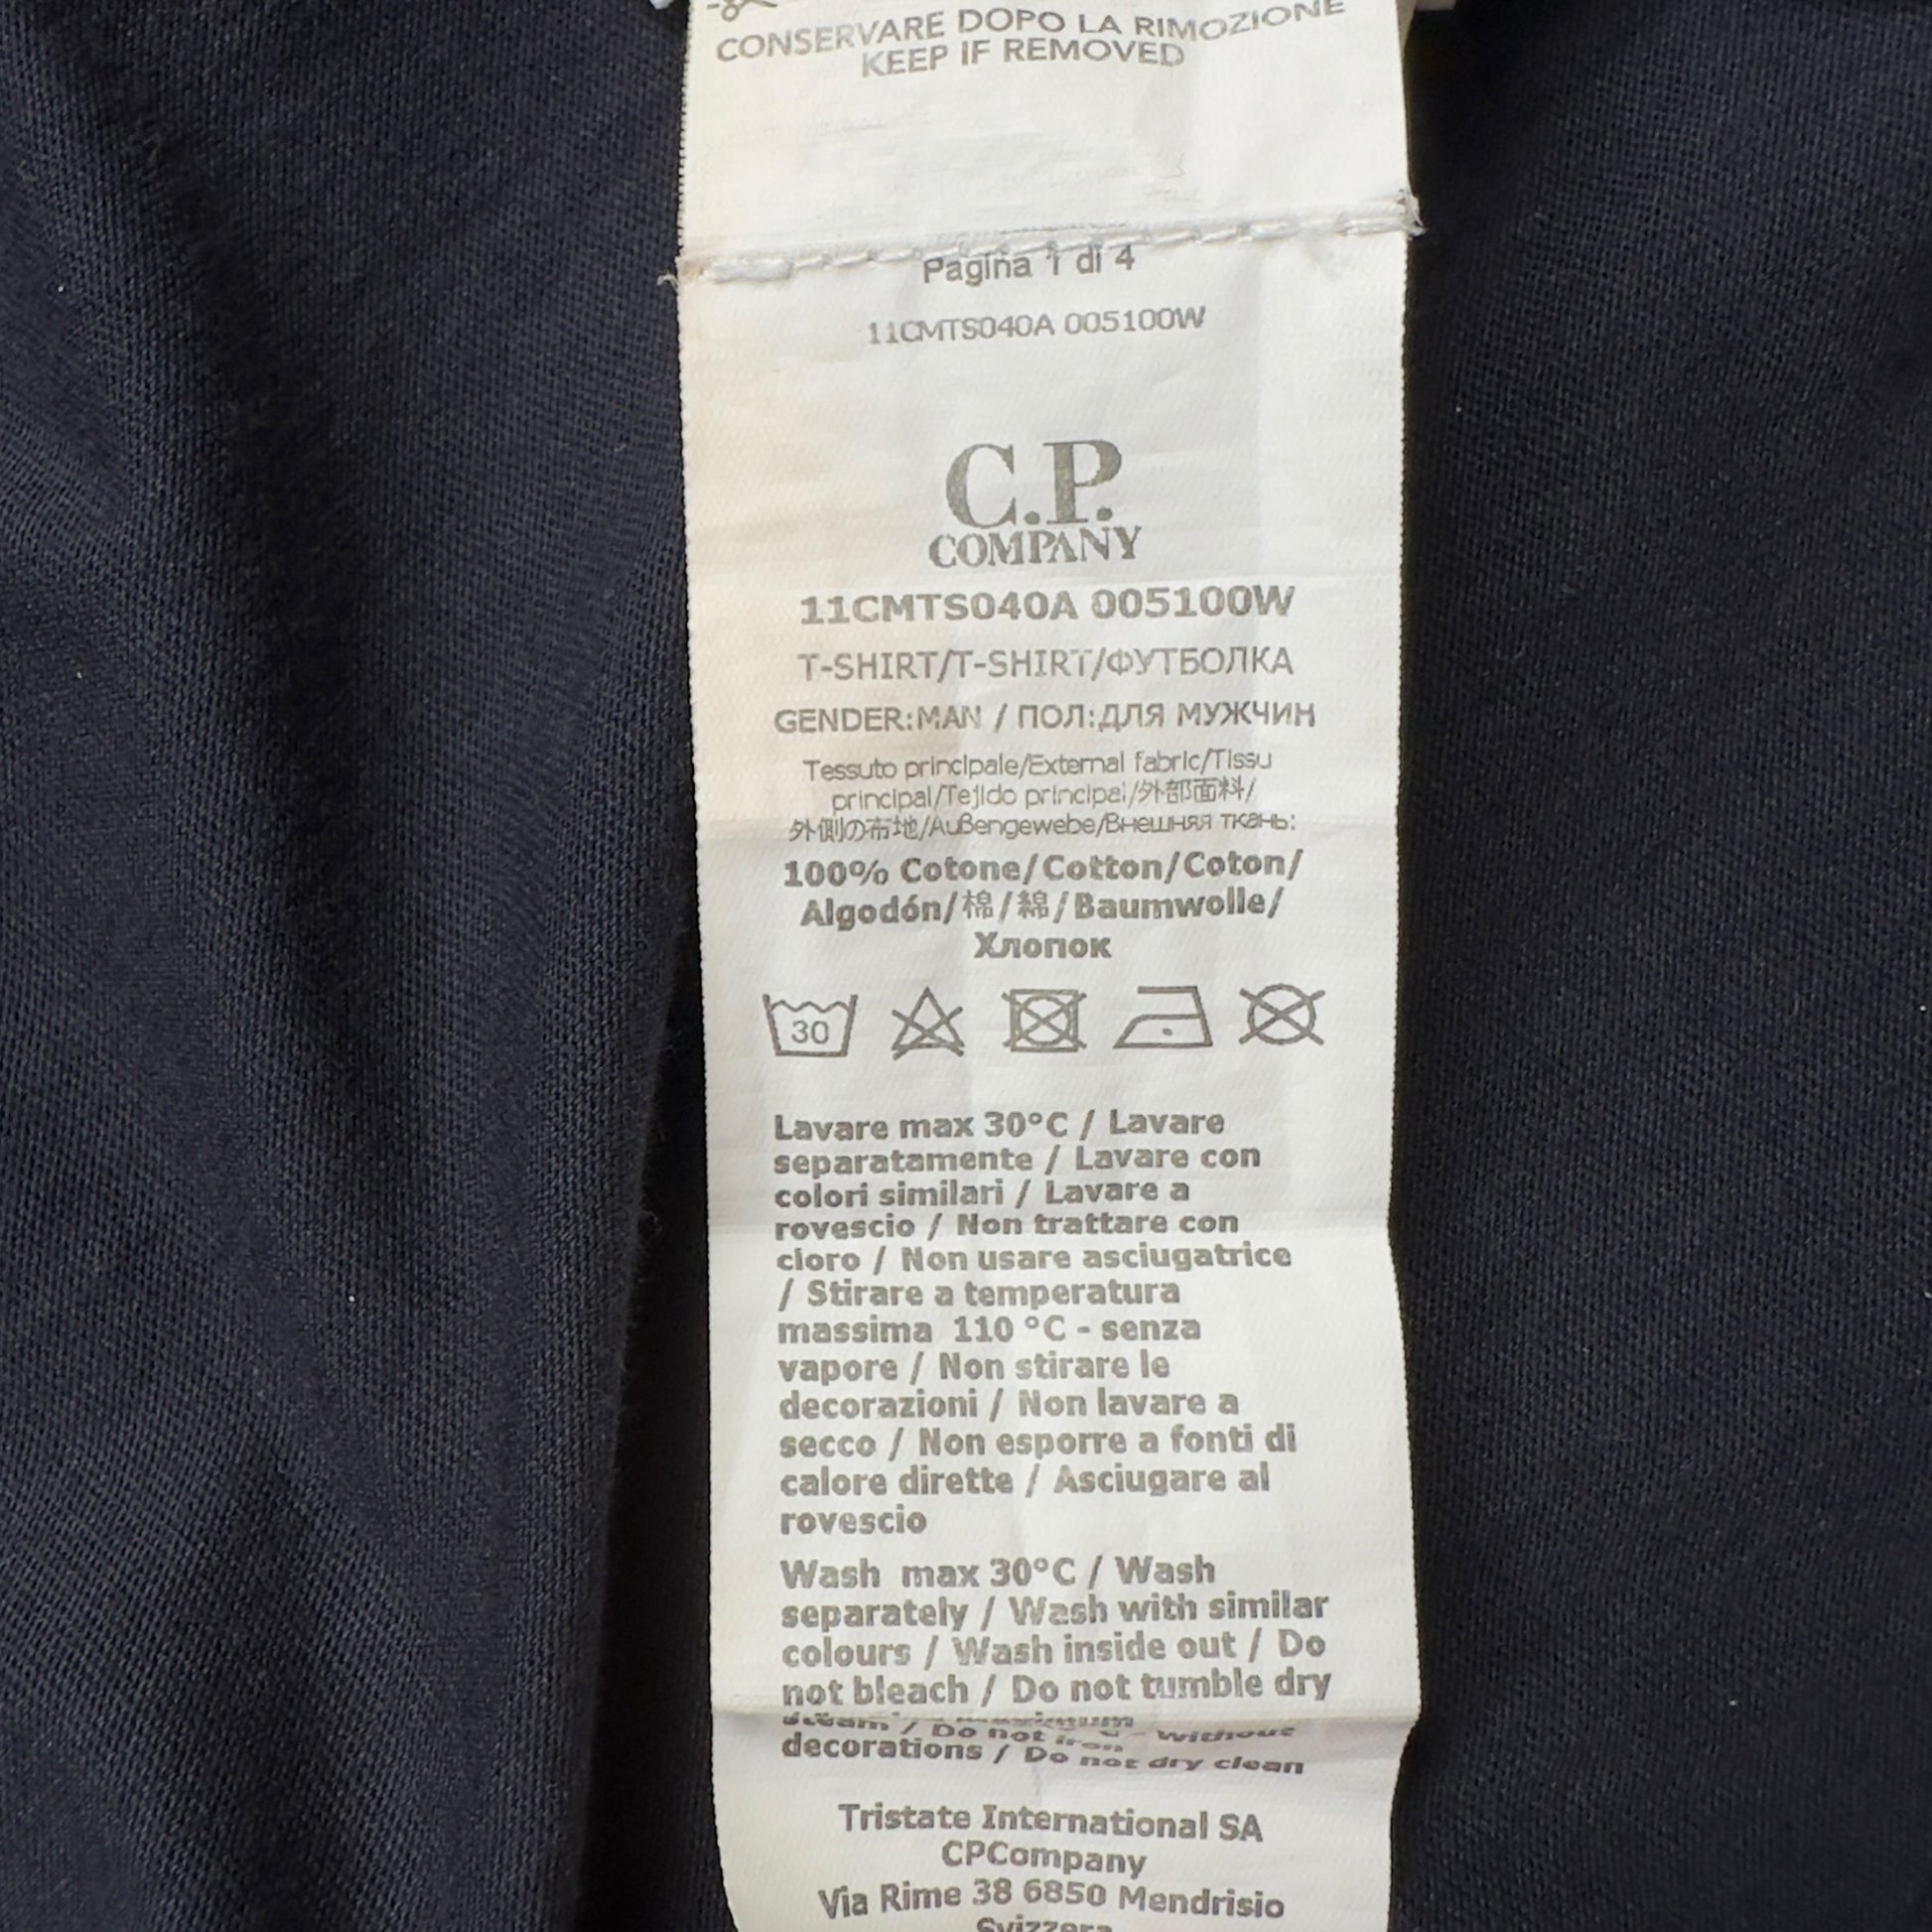 CONSERVARE DOPO LA RIMOZIONE
KEEP IF REMOVED
Pagina 1 di 4
11CMTS040A 005100W
C.P.
COMPANY
11CMTS040A 005100W
T-SHIRT/T-SHIRT/ФУТБОЛКА
GENDER:MAN / ПОЛ:ДЛЯ МУЖЧИН
Tessuto principale/External fabric/Tissu
principal/Tejido principal/外部面料/
外側の布地/Außengewebe/Внешняя ткань:
100% Cotone/Cotton/Coton/
Algodón/棉/綿/Baumwolle/
Хлопок
30
Lavare max 30°C / Lavare
separatamente / Lavare con
colori similari / Lavare a
rovescio / Non trattare con
cloro / Non usare asciugatrice
/ Stirare a temperatura
massima 110 °C - senza
vapore / Non stirare le
decorazioni / Non lavare a
secco / Non esporre a fonti di
calore dirette / Asciugare al
rovescio
Wash max 30°C / Wash
separately / Wash with similar
colours / Wash inside out / Do
not bleach / Do not tumble dry
- without
steam / Do not iron
decorations / Do not dry clean
Tristate International SA
CPCompany
Via Rime 38 6850 Mendrisio
Svizzera